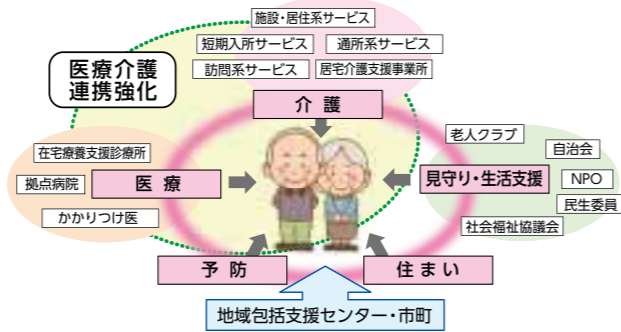 施設・居住系サービス
短期入所サービス
通所系サービス
訪問系サービス
居宅介護支援事業所
医療介護
連携強化
介護
在宅療養支援診療所
拠点病院
医療
かかりつけ医
老人クラブ
自治会
見守り・生活支援
NPO
民生委員
社会福祉協議会
予防
住まい
地域包括支援センター・市町